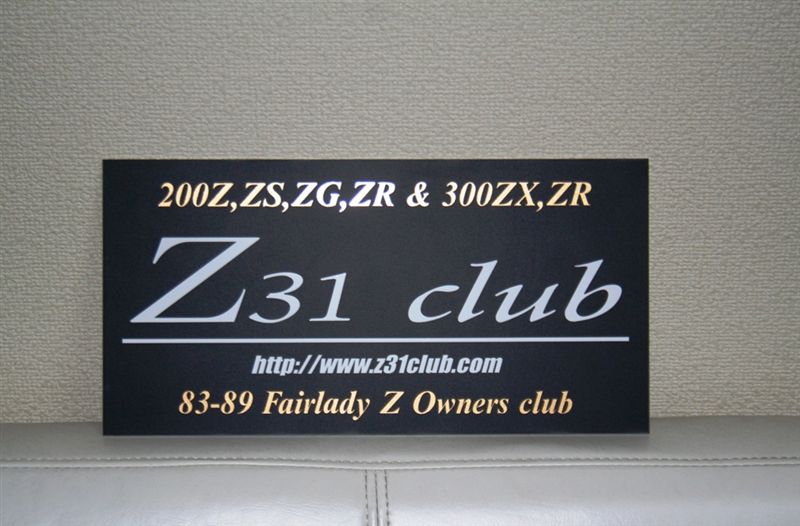 200Z,ZS,ZG,ZR & 300ZX,ZR
Z31 club
http://www.z31club.com
83-89 Fairlady Z Owners club